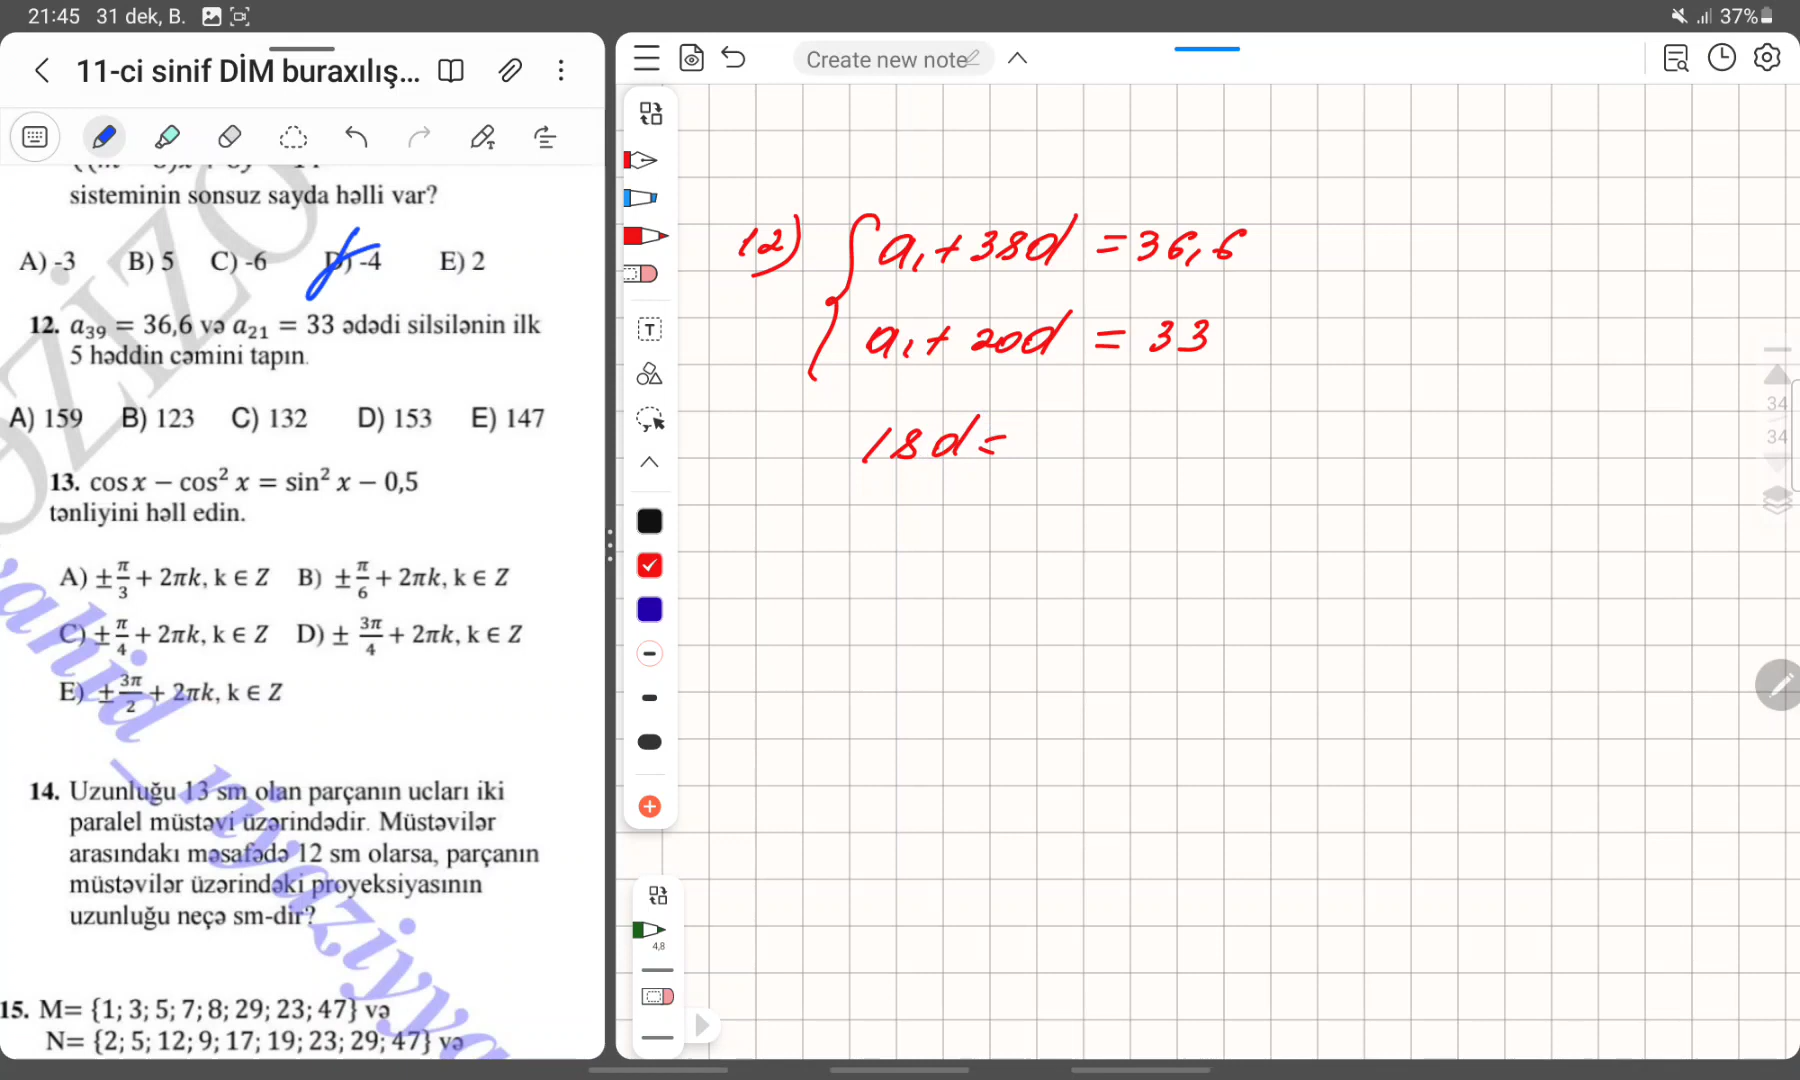 21:45 31 dek, B.
37%
11-ci sinif DİM buraxılış...
Create new note
sisteminin sonsuz sayda həlli var?
A) -3 B) 5 C) -6 D) -4 E) 2
12. a₃₉ = 36,6 və a₂₁ = 33 ədədi silsilənin ilk
5 həddin cəmini tapın.
A) 159 B) 123 C) 132 D) 153 E) 147
13. cos x − cos² x = sin² x − 0,5
tənliyini həll edin.
A) ±π/3 + 2πk, k ∈ Z B) ±π/6 + 2πk, k ∈ Z
C) ±π/4 + 2πk, k ∈ Z D) ± 3π/4 + 2πk, k ∈ Z
E) ±3π/2 + 2πk, k ∈ Z
14. Uzunluğu 13 sm olan parçanın ucları iki
paralel müstəvi üzərindədir. Müstəvilər
arasındakı məsafədə 12 sm olarsa, parçanın
müstəvilər üzərindəki proyeksiyasının
uzunluğu neçə sm-dir?
15. M= {1; 3; 5; 7; 8; 29; 23; 47} və
N= {2; 5; 12; 9; 17; 19; 23; 29; 47} və
12) a₁ + 38d = 36,6
a₁ + 20d = 33
18d =
T
4,8
34
34